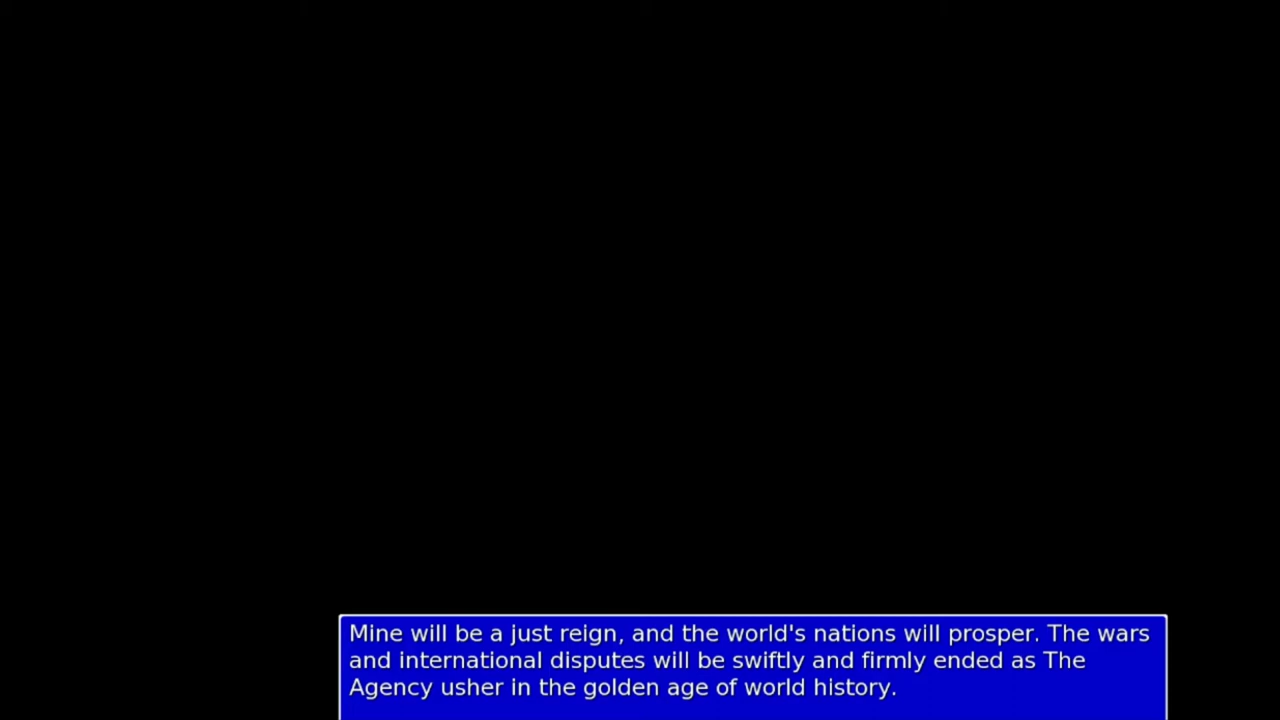 Mine will be a just reign, and the world's nations will prosper. The wars
and international disputes will be swiftly and firmly ended as The
Agency usher in the golden age of world history.